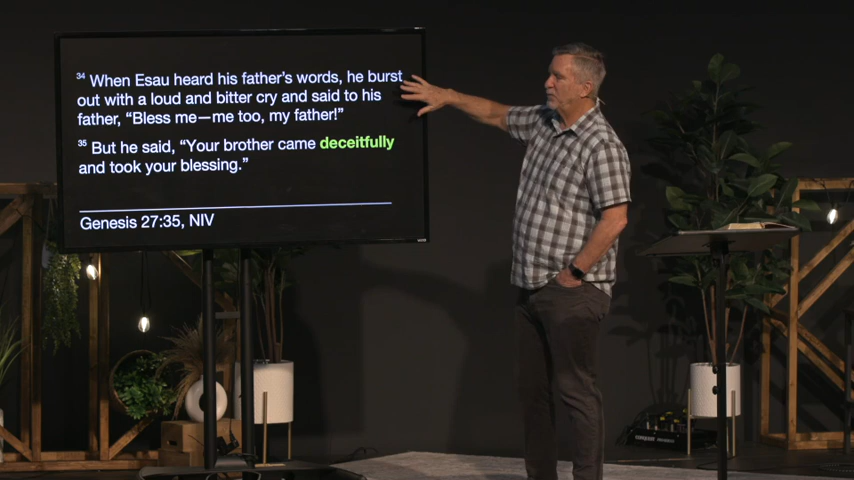 34 When Esau heard his father's words, he burst
out with a loud and bitter cry and said to his
father, “Bless me—me too, my father!”
35 But he said, “Your brother came deceitfully
and took your blessing.”
Genesis 27:35, NIV